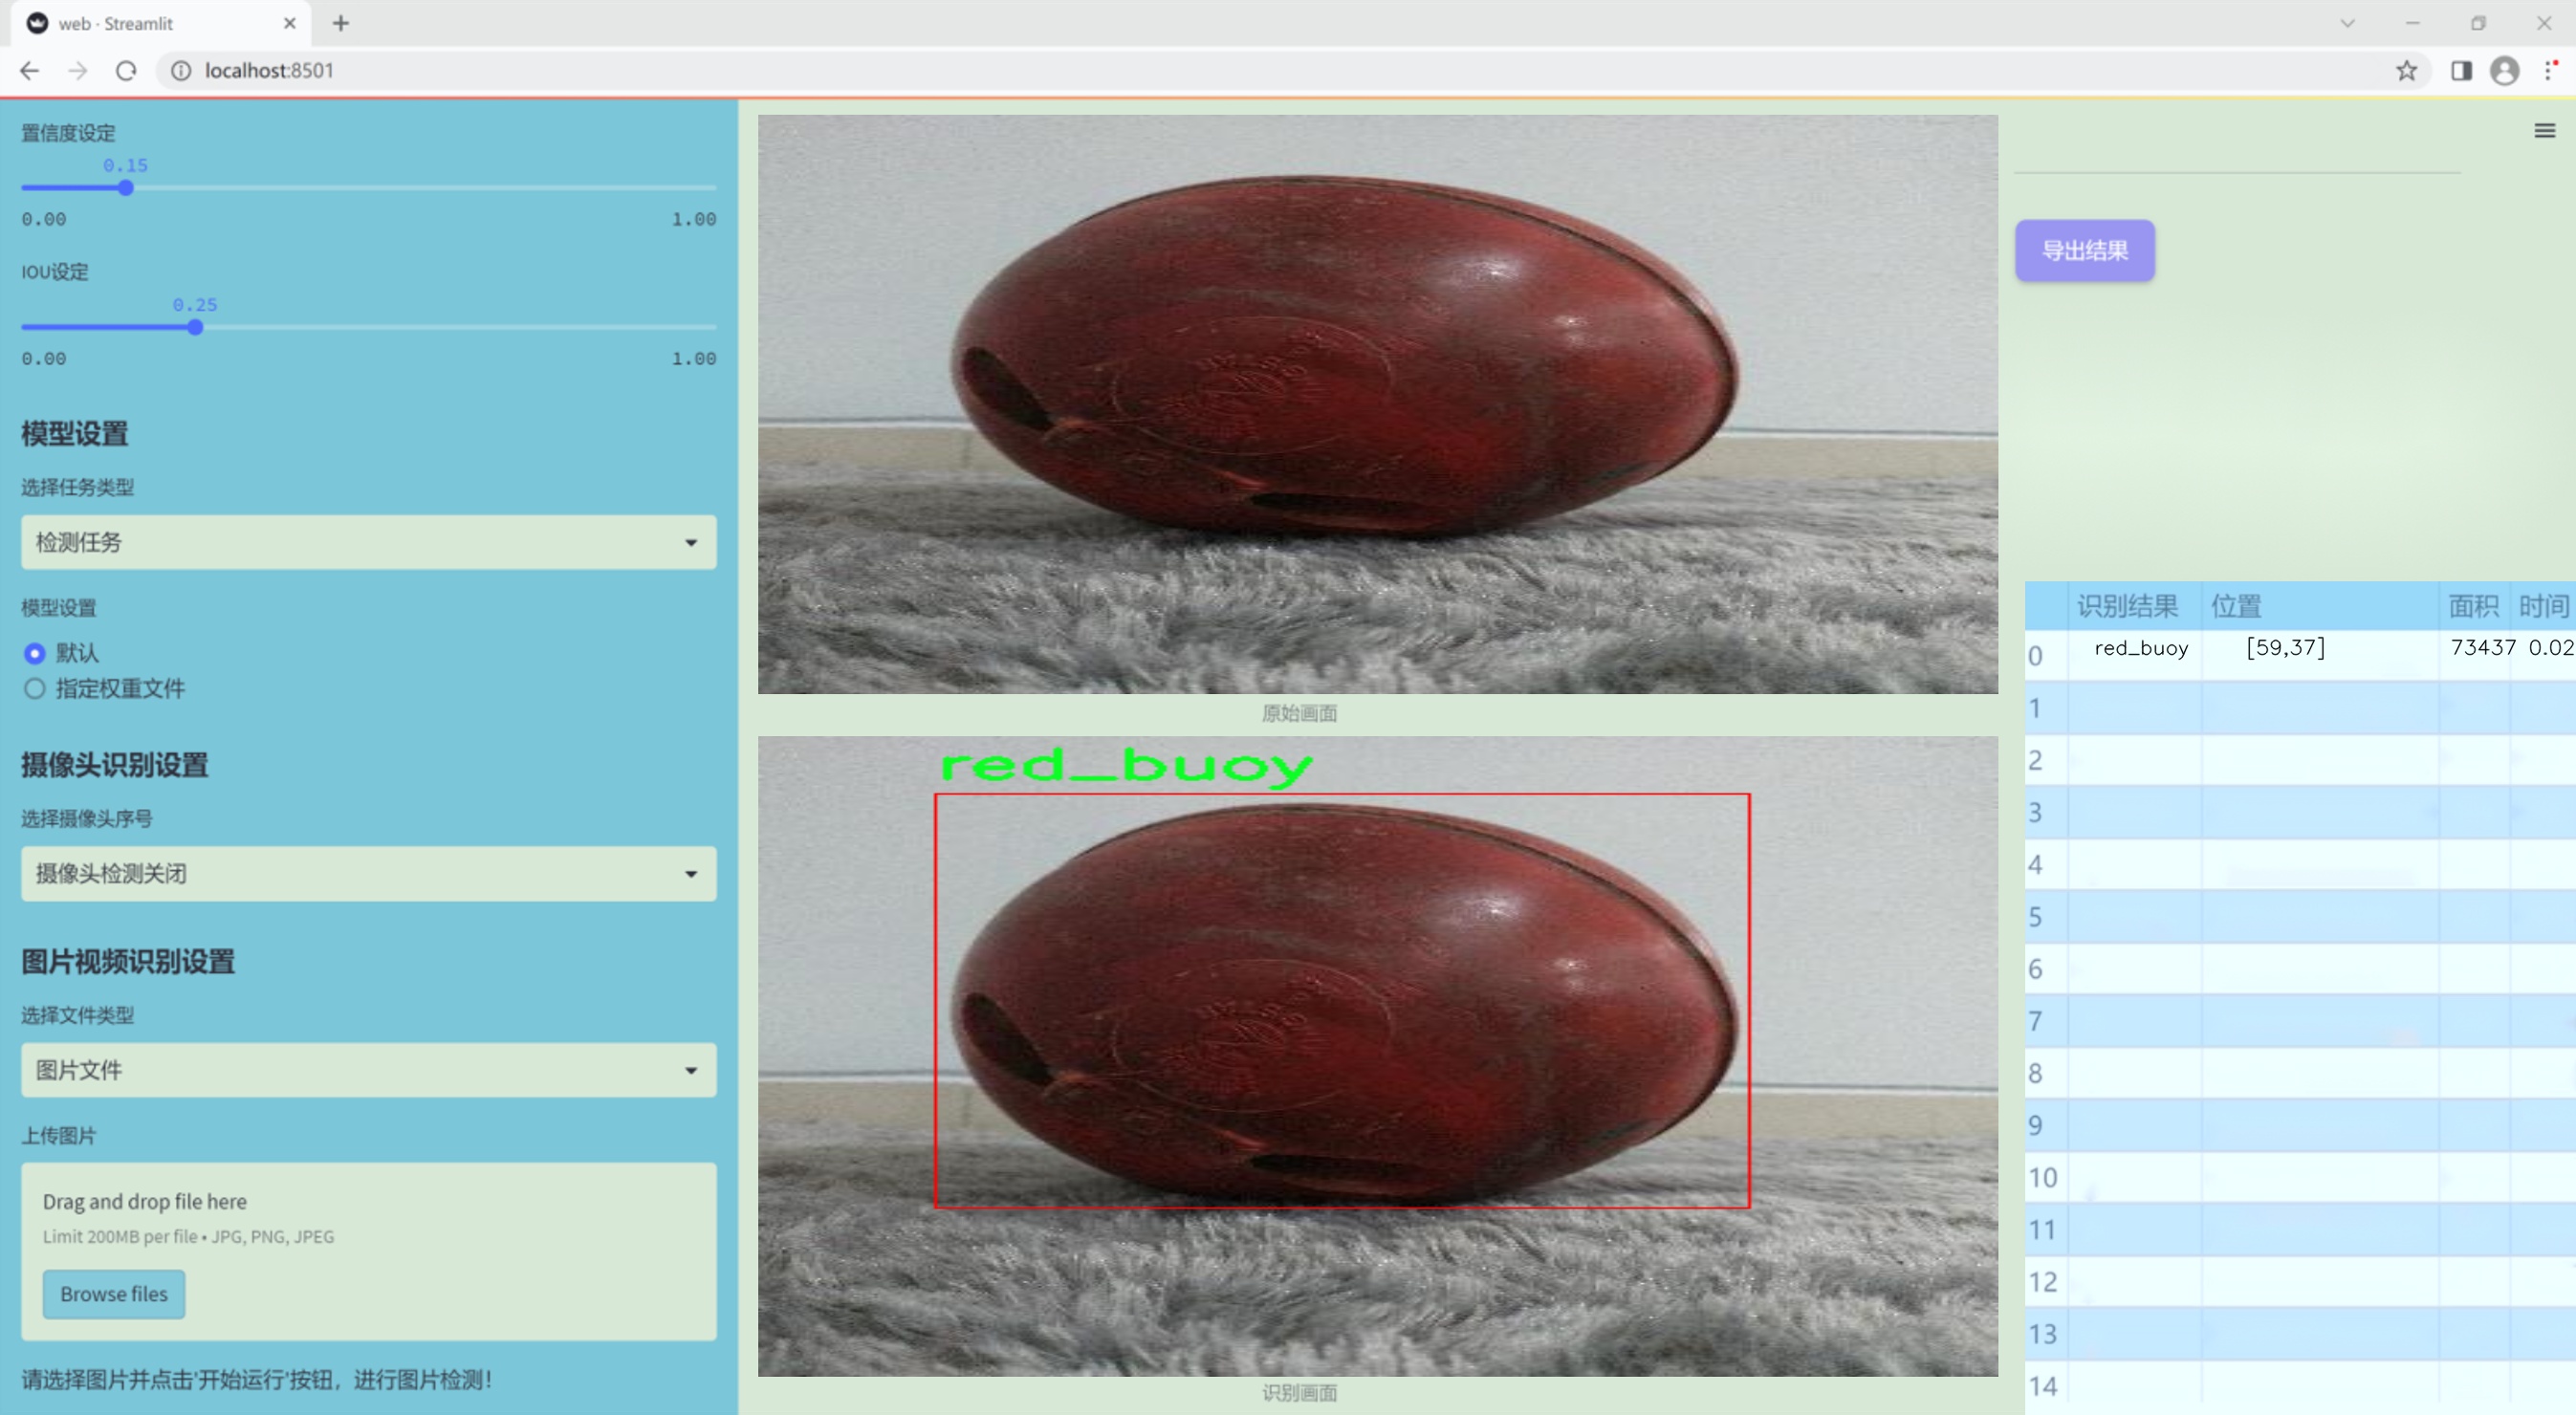 web · Streamlit
localhost:8501
置信度设定
0.15
0.00 1.00
IOU设定
0.25
0.00 1.00
模型设置
选择任务类型
检测任务
模型设置
默认
指定权重文件
摄像头识别设置
选择摄像头序号
摄像头检测关闭
图片视频识别设置
选择文件类型
图片文件
上传图片
Drag and drop file here
Limit 200MB per file • JPG, PNG, JPEG
Browse files
请选择图片并点击'开始运行'按钮，进行图片检测！
原始画面
red_buoy
识别画面
导出结果
识别结果 位置 面积 时间
0 red_buoy [59,37] 73437 0.02
1
2
3
4
5
6
7
8
9
10
11
12
13
14